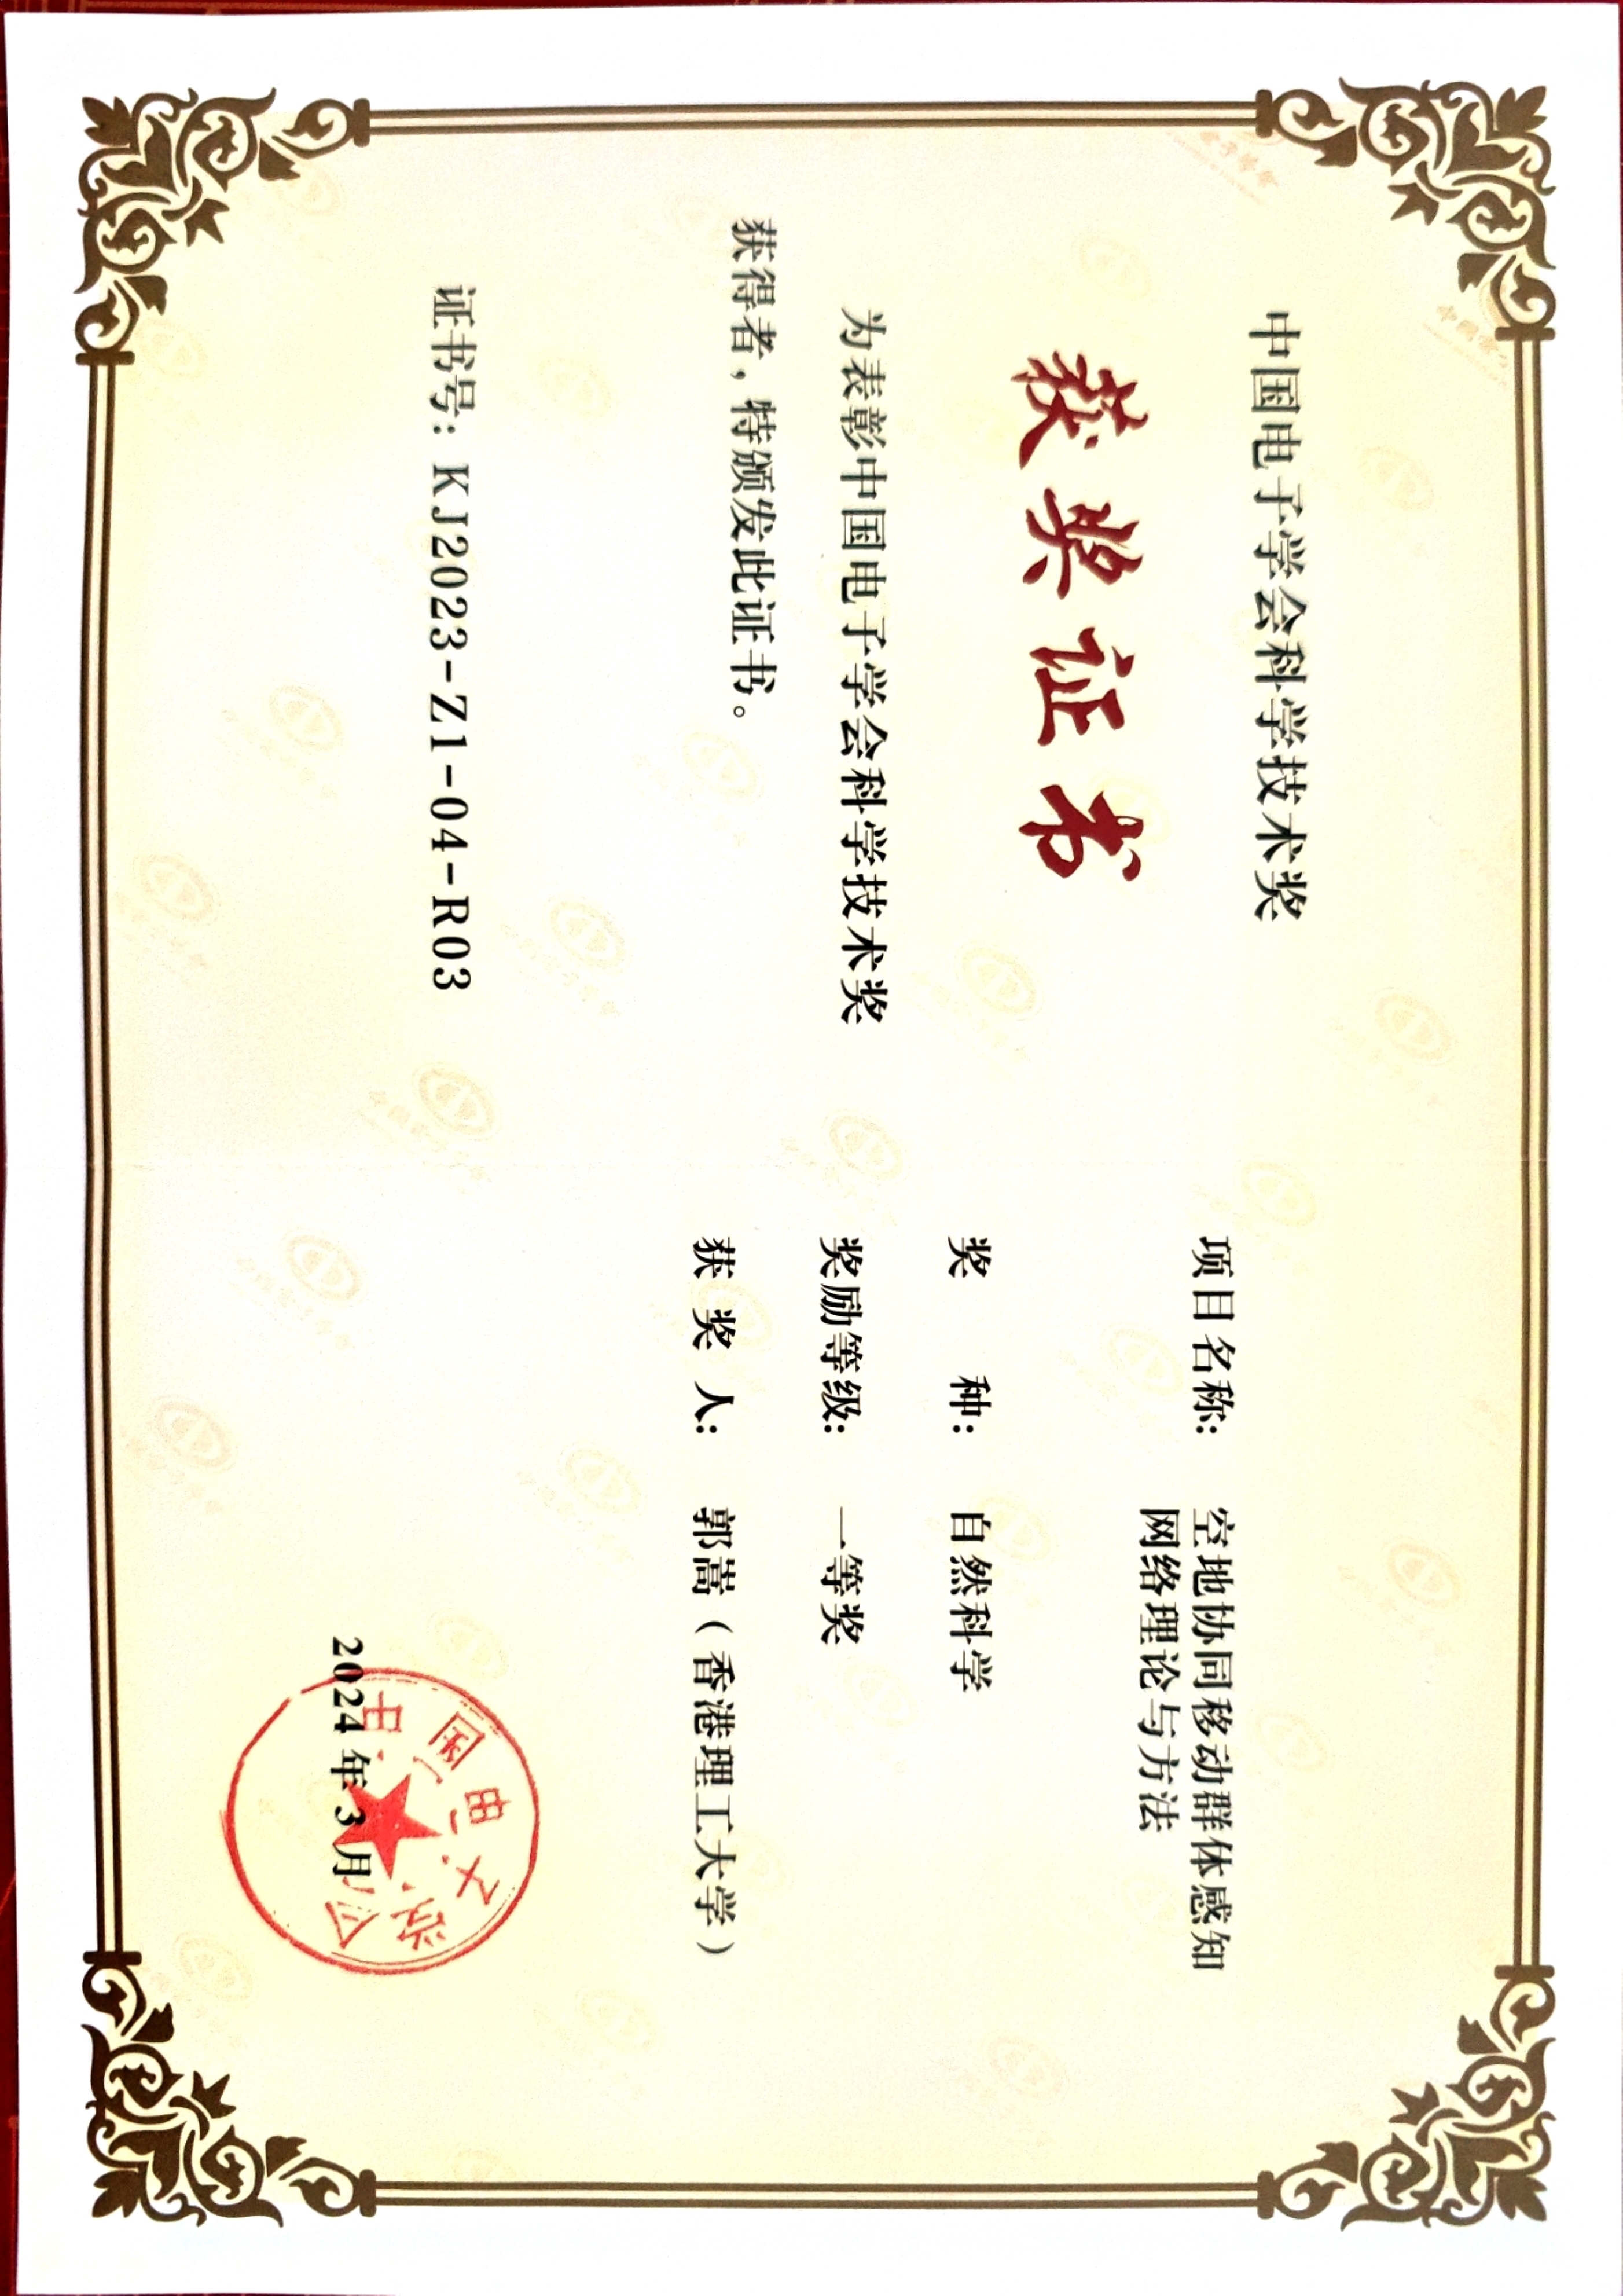 中国电子学会科学技术奖
获奖证书
为表彰中国电子学会科学技术奖
获得者，特颁发此证书。
证书号：KJ2023-Z1-04-R03
项目名称： 空地协同移动群体感知
网络理论与方法
奖 种： 自然科学
奖励等级： 一等奖
获 奖 人： 郭嵩（香港理工大学）
中国电子学会
2024 年 3 月